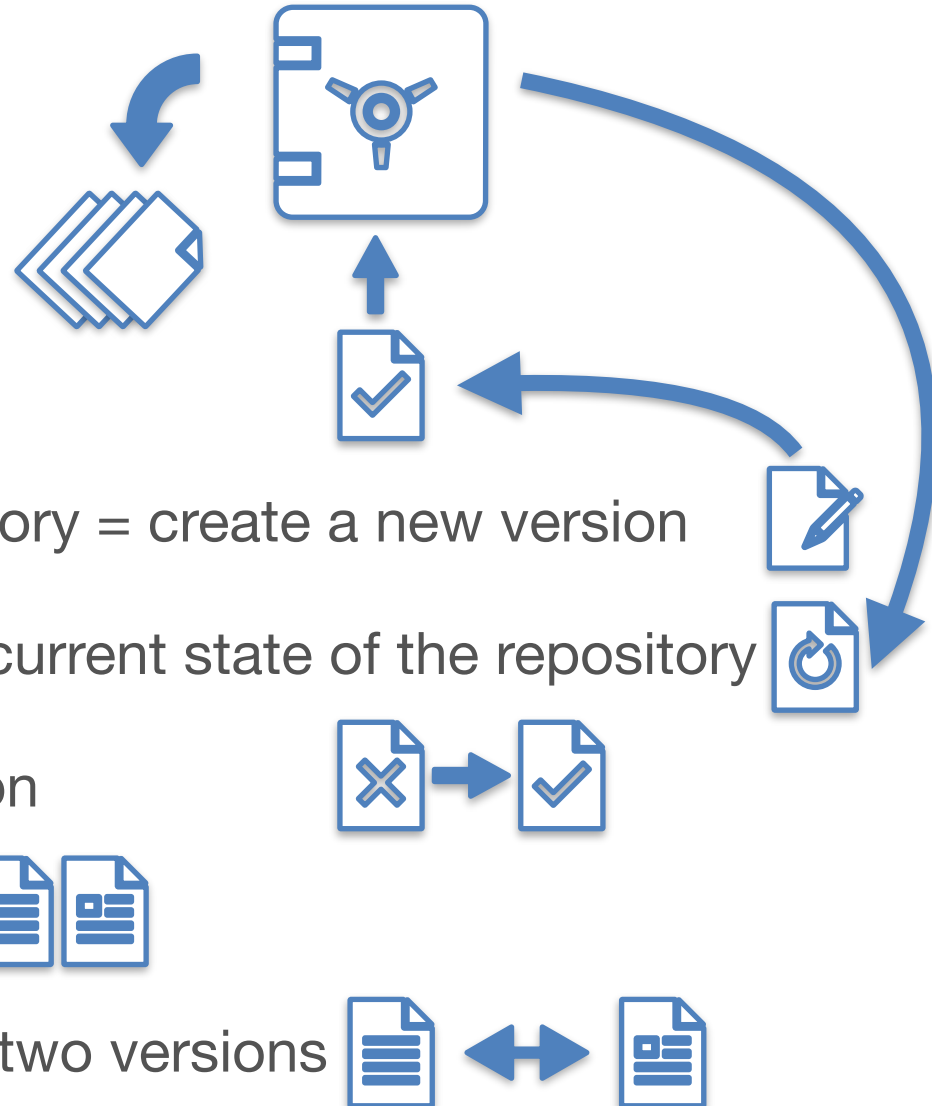 ory = create a new version
current state of the repository
on
two versions